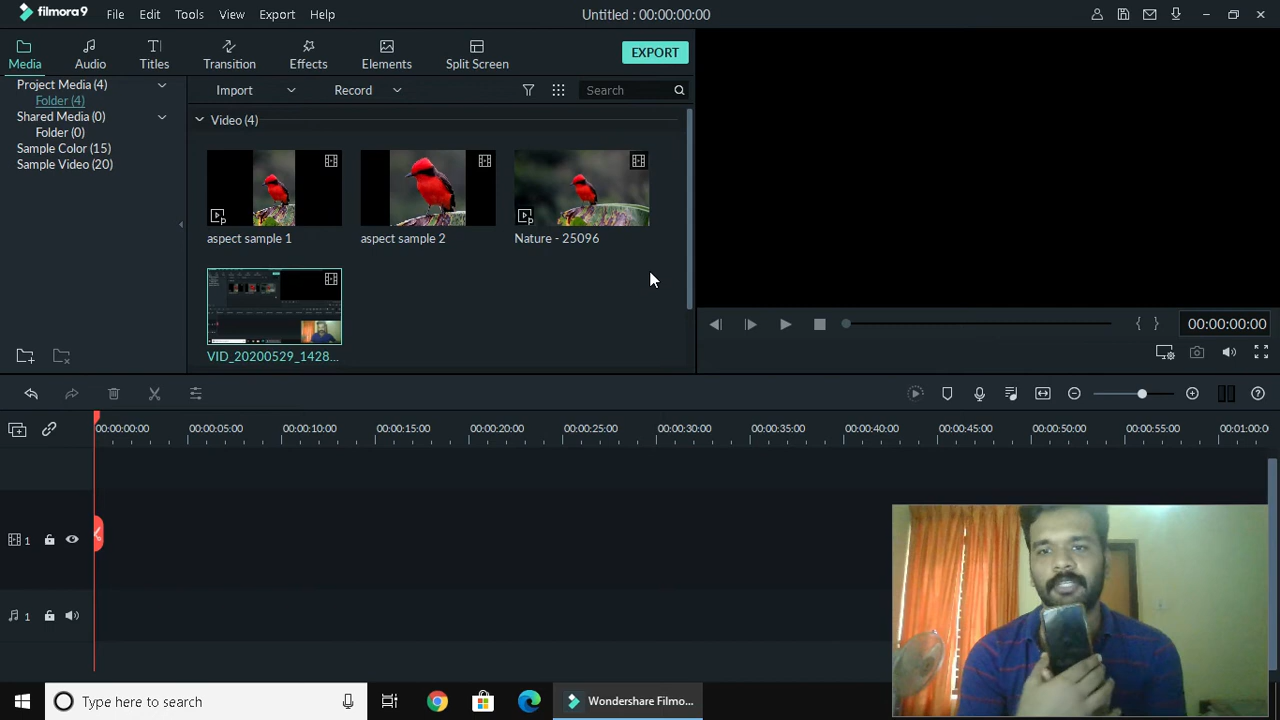 filmora9 File Edit Tools View Export Help Untitled : 00:00:00:00
Media Audio Titles Transition Effects Elements Split Screen EXPORT
Project Media (4)
Folder (4)
Shared Media (0)
Folder (0)
Sample Color (15)
Sample Video (20)
Import Record Search
Video (4)
aspect sample 1 aspect sample 2 Nature - 25096
VID_20200529_1428...
00:00:00:00
00:00:00:00 00:00:05:00 00:00:10:00 00:00:15:00 00:00:20:00 00:00:25:00 00:00:30:00 00:00:35:00 00:00:40:00 00:00:45:00 00:00:50:00 00:00:55:00 00:01:00:0
1
1
Type here to search Wondershare Filmo...